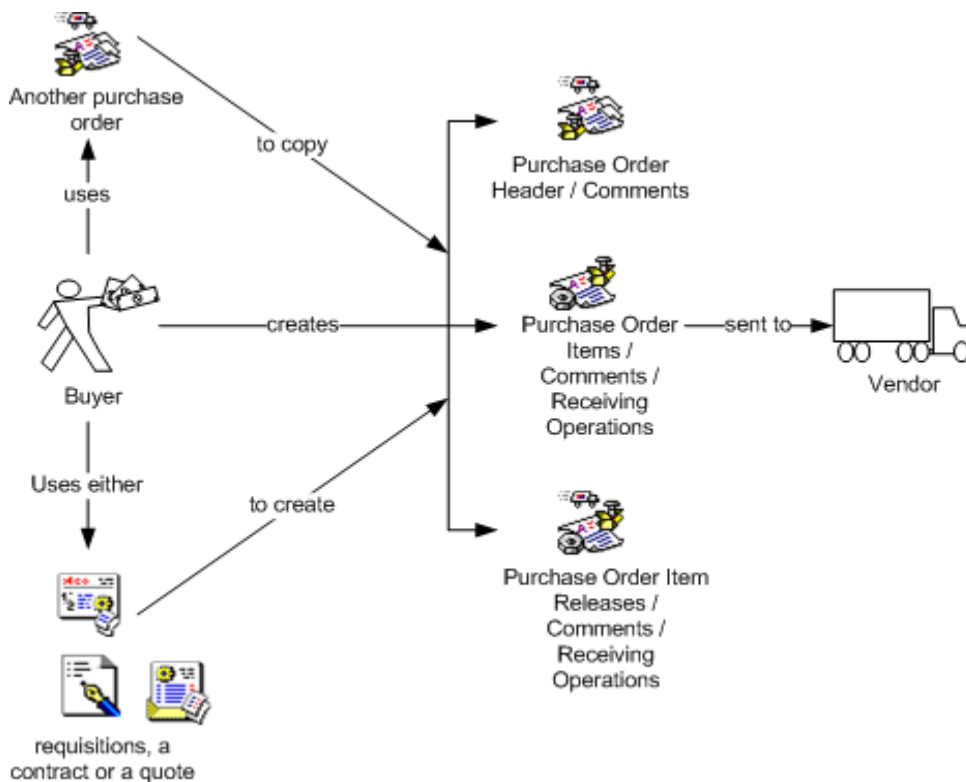 Another purchase
order
to copy
uses
Purchase Order
Header / Comments
Buyer
creates
Purchase Order
Items /
Comments /
Receiving
Operations
sent to
Vendor
Uses either
to create
Purchase Order Item
Releases /
Comments /
Receiving
Operations
requisitions, a
contract or a quote